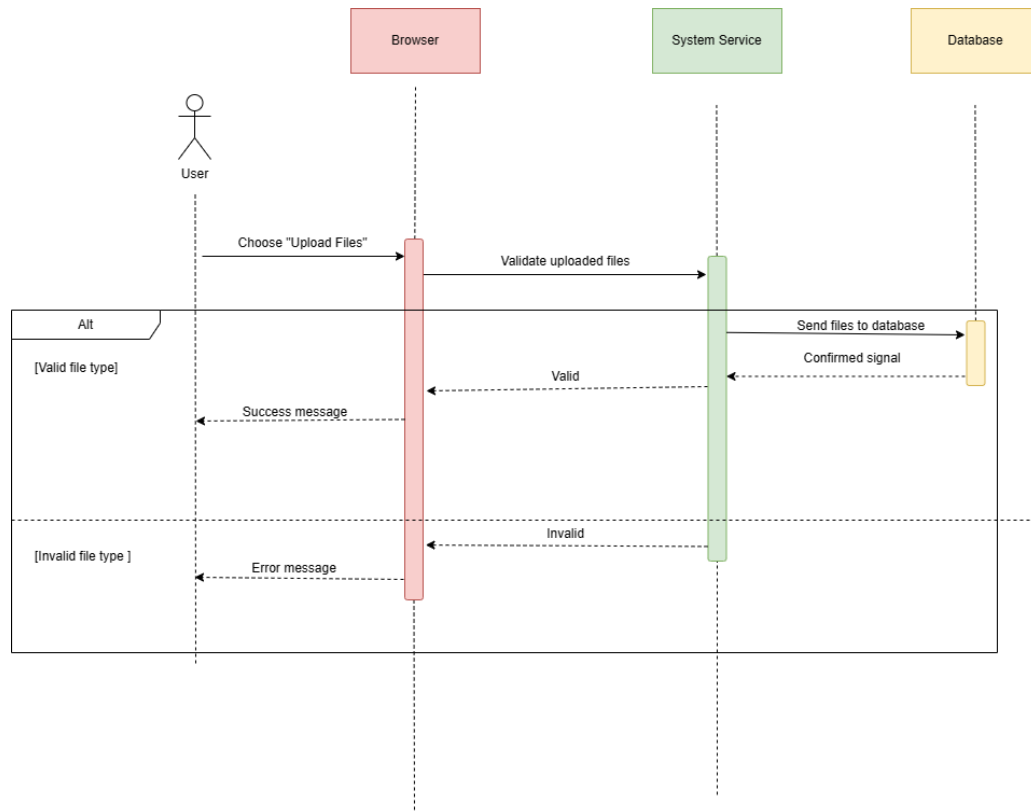 Browser
System Service
Database
User
Choose "Upload Files"
Validate uploaded files
Alt
Send files to database
[Valid file type]
Confirmed signal
Valid
Success message
Invalid
[Invalid file type ]
Error message